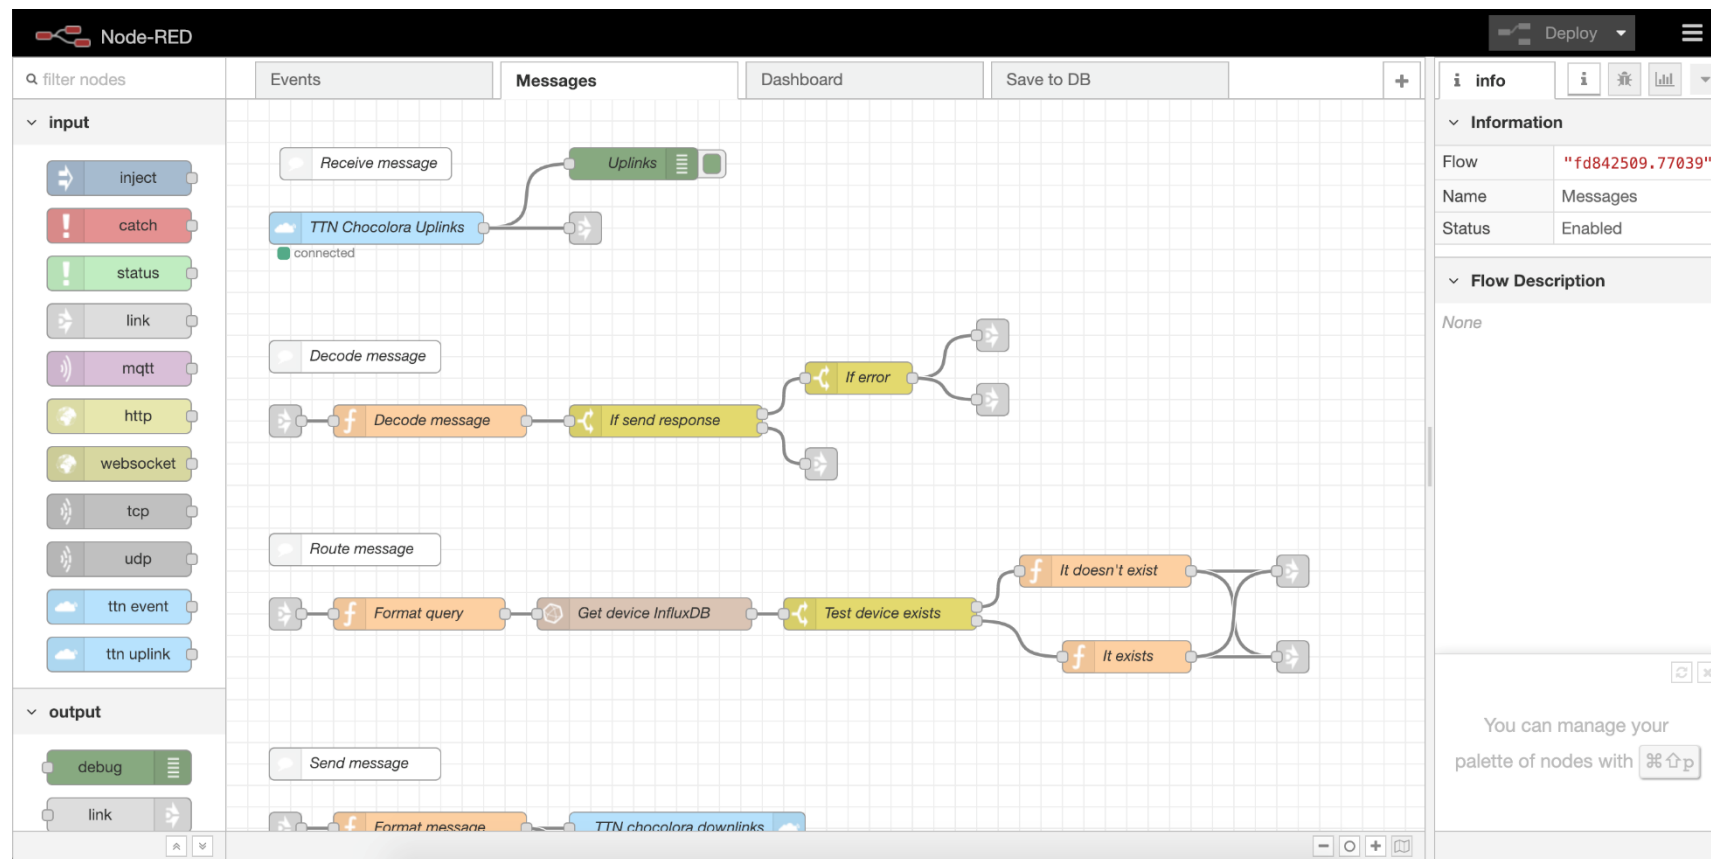 Node-RED
Deploy
filter nodes
Events
Messages
Dashboard
Save to DB
+
i info
i
input
inject
catch
status
link
mqtt
http
websocket
tcp
udp
ttn event
ttn uplink
output
debug
link
Receive message
Uplinks
TTN Chocolora Uplinks
connected
Decode message
If error
Decode message
If send response
Route message
It doesn't exist
Format query
Get device InfluxDB
Test device exists
It exists
Send message
Format message
TTN chocolora downlinks
Information
Flow "fd842509.77039"
Name Messages
Status Enabled
Flow Description
None
You can manage your
palette of nodes with ⌘⇧p